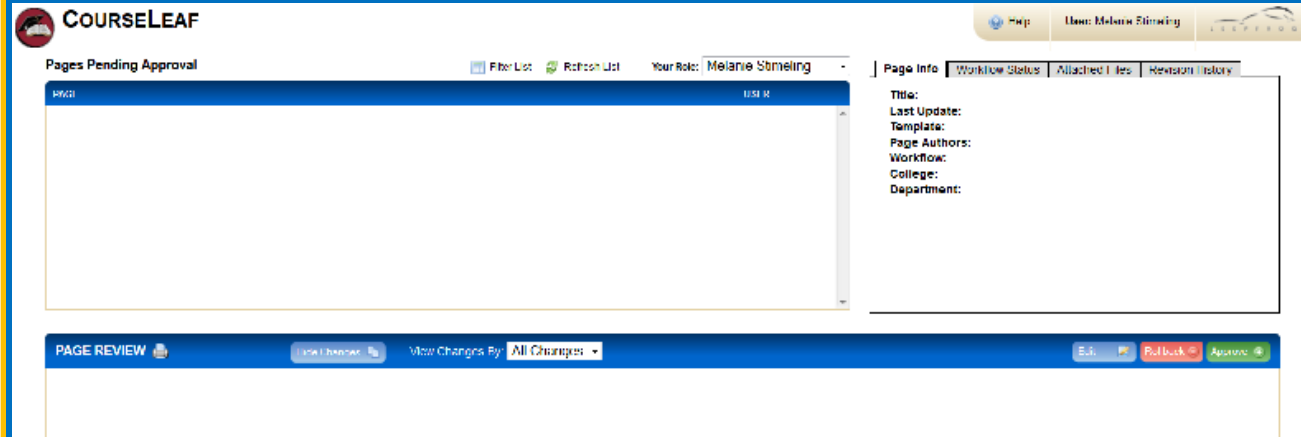 COURSELEAF
Help
User: Melanie Stimeling
LEEPFROG
Pages Pending Approval
Filter List
Refresh List
Your Role: Melanie Stimeling
Page Info
Workflow Status
Attached Files
Revision History
PAGE
USER
Title:
Last Update:
Template:
Page Authors:
Workflow:
College:
Department:
PAGE REVIEW
Hide Changes
View Changes By: All Changes
Edit
Rollback
Approve